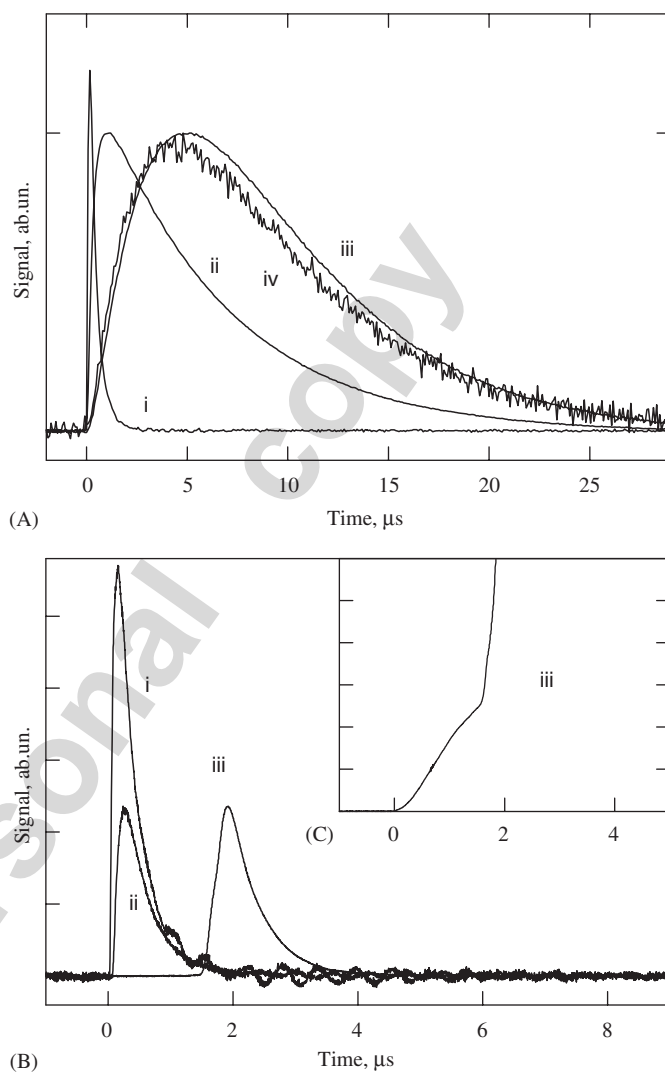 Signal, ab.un.
i
ii
iii
iv
0
5
10
15
20
25
(A)
Time, μs
Signal, ab.un.
i
ii
iii
0
2
4
6
8
(B)
Time, μs
iii
0
2
4
(C)
copy
personal